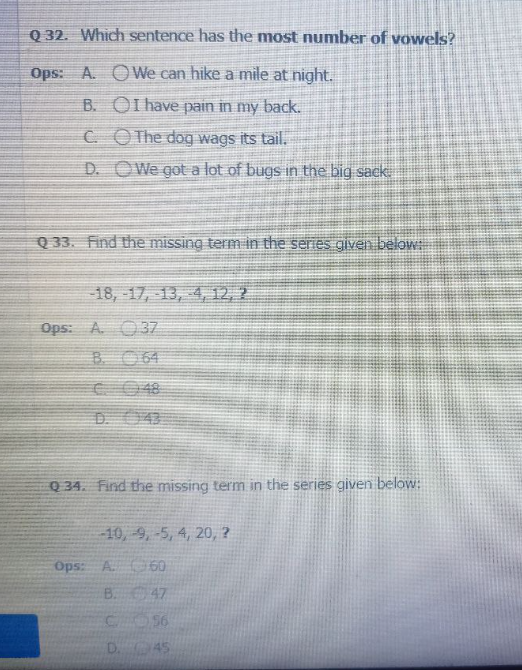 Q 32. Which sentence has the most number of vowels?
Ops: A. We can hike a mile at night.
B. I have pain in my back.
C. The dog wags its tail.
D. We got a lot of bugs in the big sack.
Q 33. Find the missing term in the series given below:
-18, -17, -13, -4, 12, ?
Ops: A. 37
B. 64
C. 48
D. 43
Q 34. Find the missing term in the series given below:
-10, -9, -5, 4, 20, ?
Ops: A. 60
B. 47
C. 56
D. 45